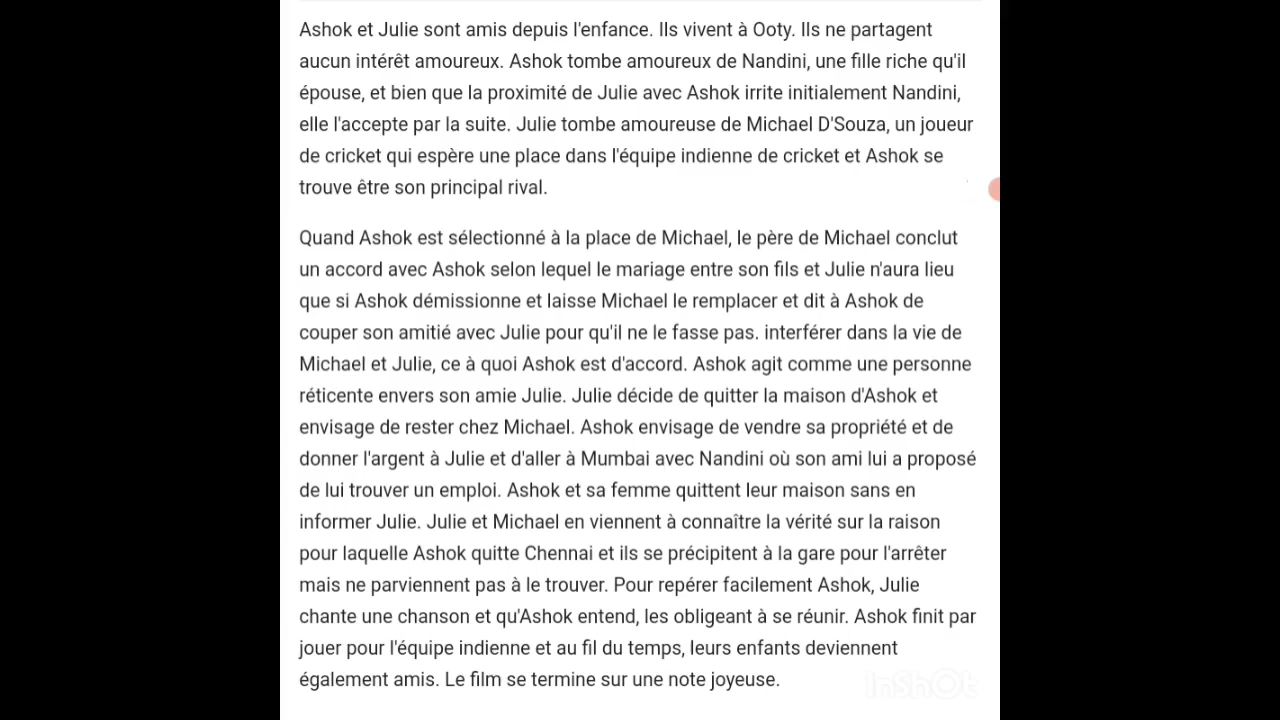 Ashok et Julie sont amis depuis l'enfance. Ils vivent à Ooty. Ils ne partagent
aucun intérêt amoureux. Ashok tombe amoureux de Nandini, une fille riche qu'il
épouse, et bien que la proximité de Julie avec Ashok irrite initialement Nandini,
elle l'accepte par la suite. Julie tombe amoureuse de Michael D'Souza, un joueur
de cricket qui espère une place dans l'équipe indienne de cricket et Ashok se
trouve être son principal rival.
Quand Ashok est sélectionné à la place de Michael, le père de Michael conclut
un accord avec Ashok selon lequel le mariage entre son fils et Julie n'aura lieu
que si Ashok démissionne et laisse Michael le remplacer et dit à Ashok de
couper son amitié avec Julie pour qu'il ne le fasse pas. interférer dans la vie de
Michael et Julie, ce à quoi Ashok est d'accord. Ashok agit comme une personne
réticente envers son amie Julie. Julie décide de quitter la maison d'Ashok et
envisage de rester chez Michael. Ashok envisage de vendre sa propriété et de
donner l'argent à Julie et d'aller à Mumbai avec Nandini où son ami lui a proposé
de lui trouver un emploi. Ashok et sa femme quittent leur maison sans en
informer Julie. Julie et Michael en viennent à connaître la vérité sur la raison
pour laquelle Ashok quitte Chennai et ils se précipitent à la gare pour l'arrêter
mais ne parviennent pas à le trouver. Pour repérer facilement Ashok, Julie
chante une chanson et qu'Ashok entend, les obligeant à se réunir. Ashok finit par
jouer pour l'équipe indienne et au fil du temps, leurs enfants deviennent
également amis. Le film se termine sur une note joyeuse.
InShOt